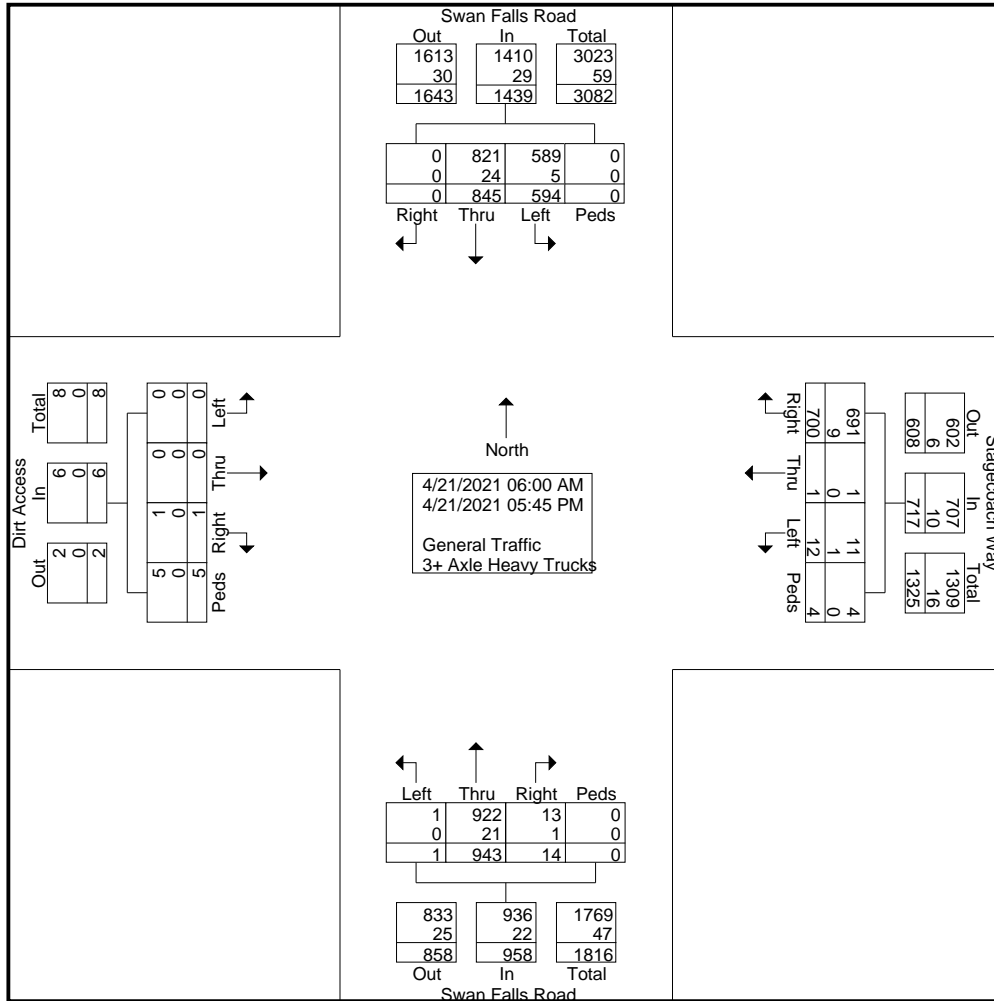 Swan Falls Road
Out In Total
1613 1410 3023
30 29 59
1643 1439 3082
0 821 589 0
0 24 5 0
0 845 594 0
Right Thru Left Peds
Dirt Access
Total In Out
8 6 2
0 0 0
8 6 2
0 0 1 5
0 0 0 0
0 0 1 5
Left Thru Right Peds
North
4/21/2021 06:00 AM
4/21/2021 05:45 PM
General Traffic
3+ Axle Heavy Trucks
Right Thru Left Peds
700 1 12 4
9 0 1 0
691 1 11 4
Out In Total
608 717 1325
6 10 16
602 707 1309
Stagecoach Way
Left Thru Right Peds
1 922 13 0
0 21 1 0
1 943 14 0
833 936 1769
25 22 47
858 958 1816
Out In Total
Swan Falls Road